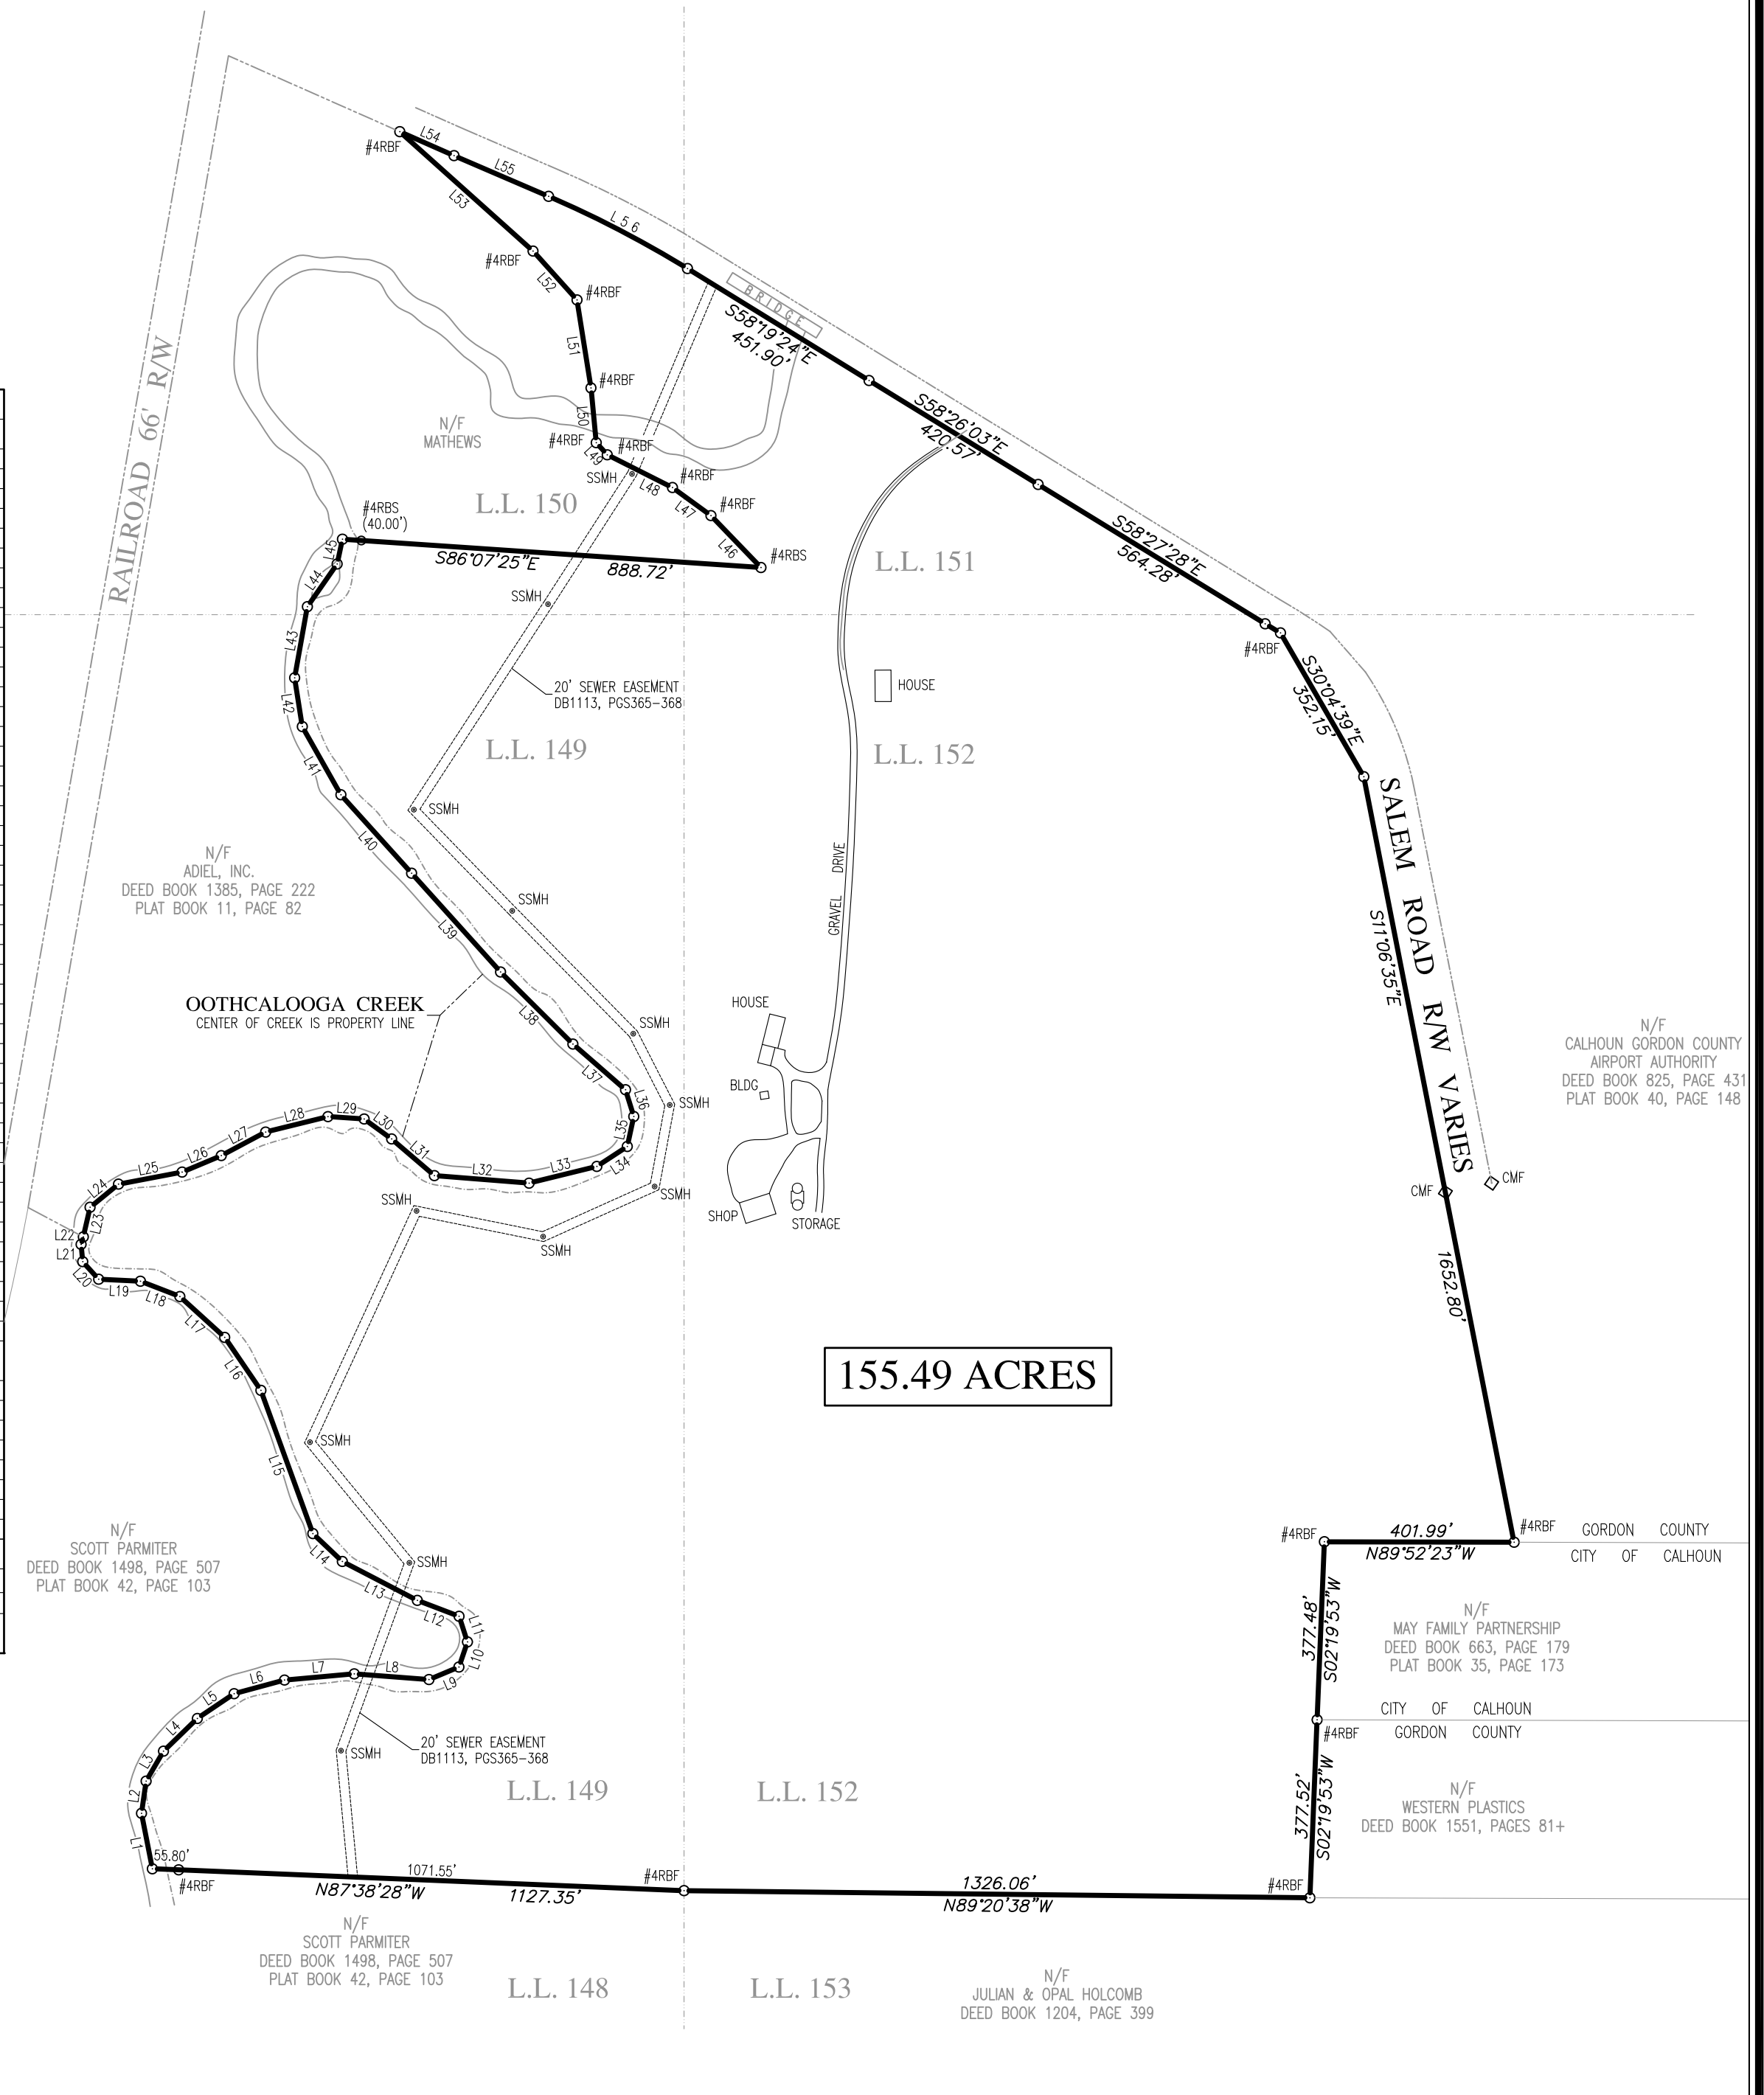 L54
#4RBF
L55
L53
L 5 6
#4RBF
L52
#4RBF
BRIDGE
S58°19'24"E
451.90'
RAILROAD 66' R/W
L51
#4RBF
L50
N/F
MATHEWS
#4RBF
#4RBF
L49
SSMH
L48
#4RBF
L47
#4RBF
S58°26'03"E
420.57'
L.L. 150
#4RBS
(40.00')
L46
#4RBS
S86°07'25"E
888.72'
L45
L44
L.L. 151
S58°27'28"E
564.28'
SSMH
L43
#4RBF
S30°04'39"E
352.15'
20' SEWER EASEMENT
DB1113, PGS365-368
HOUSE
L42
L.L. 149
L.L. 152
L41
SSMH
L40
SALEM ROAD R/W VARIES
N/F
ADIEL, INC.
DEED BOOK 1385, PAGE 222
PLAT BOOK 11, PAGE 82
GRAVEL DRIVE
SSMH
L39
S11°06'35"E
OOTHCALOOGA CREEK
CENTER OF CREEK IS PROPERTY LINE
HOUSE
L38
SSMH
N/F
CALHOUN GORDON COUNTY
AIRPORT AUTHORITY
DEED BOOK 825, PAGE 431
PLAT BOOK 40, PAGE 148
L37
BLDG
L36
SSMH
L29
L28
L30
L35
L27
L31
L34
L26
L25
L32
L33
L24
SSMH
SSMH
CMF
CMF
SHOP
STORAGE
L23
L22
SSMH
L21
L20
L19
L18
1652.80'
L17
L16
155.49 ACRES
SSMH
L15
#4RBF
401.99'
N89°52'23"W
#4RBF
GORDON COUNTY
CITY OF CALHOUN
N/F
SCOTT PARMITER
DEED BOOK 1498, PAGE 507
PLAT BOOK 42, PAGE 103
L14
SSMH
L13
L12
L11
377.48'
S02°19'53"W
N/F
MAY FAMILY PARTNERSHIP
DEED BOOK 663, PAGE 179
PLAT BOOK 35, PAGE 173
L10
L9
L8
L7
L6
L5
L4
CITY OF CALHOUN
#4RBF
GORDON COUNTY
20' SEWER EASEMENT
DB1113, PGS365-368
SSMH
L3
L2
L.L. 149
L.L. 152
377.52'
S02°19'53"W
N/F
WESTERN PLASTICS
DEED BOOK 1551, PAGES 81+
L1
55.80'
#4RBF
1071.55'
N87°38'28"W
1127.35'
#4RBF
1326.06'
N89°20'38"W
#4RBF
N/F
SCOTT PARMITER
DEED BOOK 1498, PAGE 507
PLAT BOOK 42, PAGE 103
L.L. 148
L.L. 153
N/F
JULIAN & OPAL HOLCOMB
DEED BOOK 1204, PAGE 399